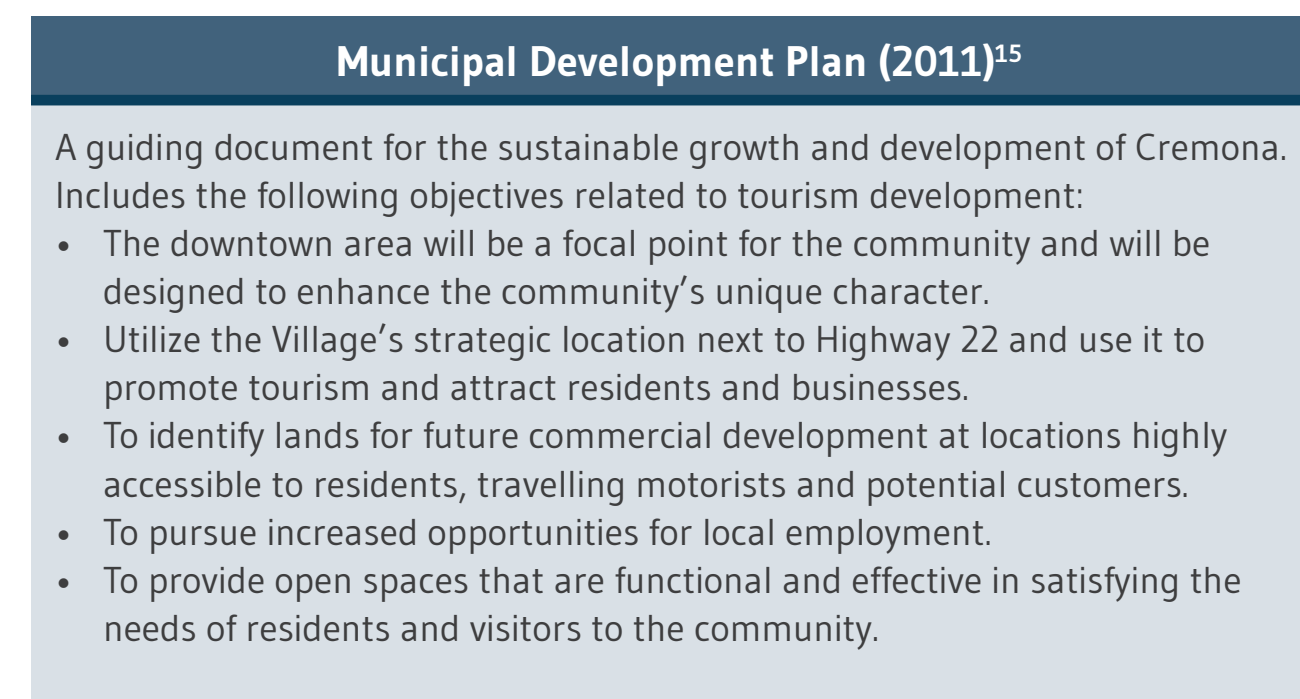 Municipal Development Plan (2011)15
A guiding document for the sustainable growth and development of Cremona.
Includes the following objectives related to tourism development:
• The downtown area will be a focal point for the community and will be
designed to enhance the community’s unique character.
• Utilize the Village’s strategic location next to Highway 22 and use it to
promote tourism and attract residents and businesses.
• To identify lands for future commercial development at locations highly
accessible to residents, travelling motorists and potential customers.
• To pursue increased opportunities for local employment.
• To provide open spaces that are functional and effective in satisfying the
needs of residents and visitors to the community.